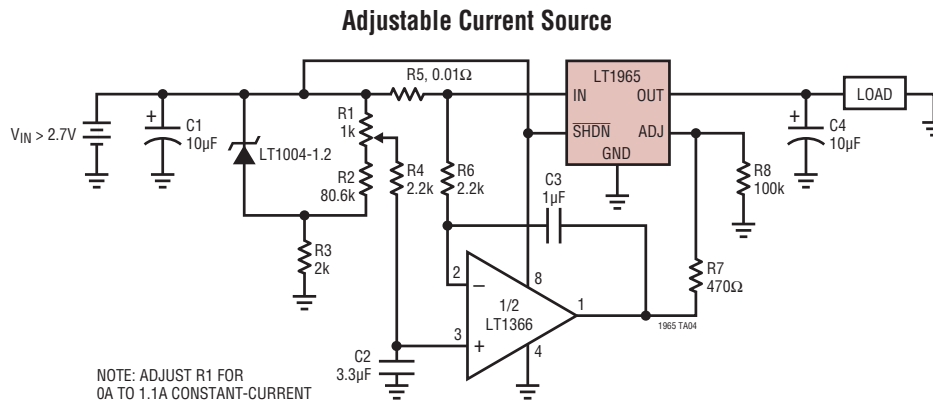 Adjustable Current Source
R5, 0.01Ω
LT1965
IN
OUT
SHDN
ADJ
GND
LOAD
VIN > 2.7V
+
C1
10µF
LT1004-1.2
R1
1k
R2
80.6k
R4
2.2k
R6
2.2k
C3
1µF
+
C4
10µF
R8
100k
R3
2k
R7
470Ω
2
–
8
1/2
LT1366
1
3
+
4
1965 TA04
C2
3.3µF
NOTE: ADJUST R1 FOR
0A TO 1.1A CONSTANT-CURRENT